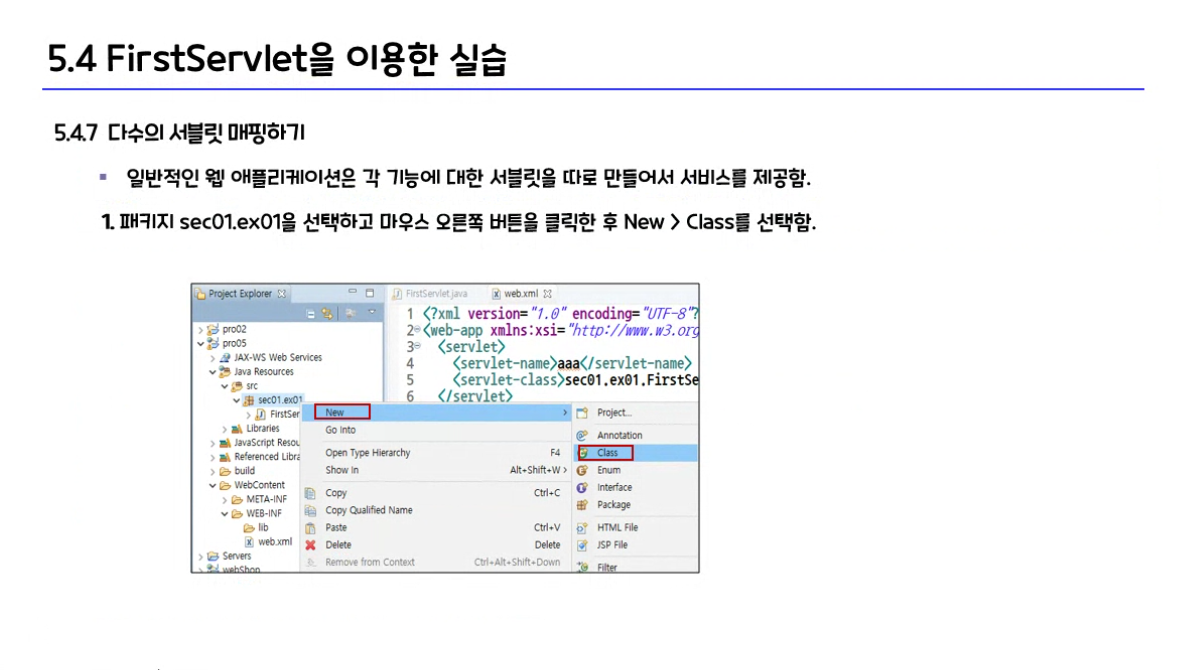 5.4 FirstServlet을 이용한 실습
5.4.7 다수의 서블릿 매핑하기
▪ 일반적인 웹 애플리케이션은 각 기능에 대한 서블릿을 따로 만들어서 서비스를 제공함.
1. 패키지 sec01.ex01을 선택하고 마우스 오른쪽 버튼을 클릭한 후 New > Class를 선택함.
Project Explorer
pro02
pro05
JAX-WS Web Services
Java Resources
src
sec01.ex01
FirstSer
Libraries
JavaScript Resou
Referenced Libra
build
WebContent
META-INF
WEB-INF
lib
web.xml
Servers
webShop
FirstServlet.java web.xml
1 <?xml version="1.0" encoding="UTF-8"?
2 <web-app xmlns:xsi="http://www.w3.org
3 <servlet>
4 <servlet-name>aaa</servlet-name>
5 <servlet-class>sec01.ex01.FirstSe
6 </servlet>
New
Go Into
Open Type Hierarchy F4
Show In Alt+Shift+W >
Copy Ctrl+C
Copy Qualified Name
Paste Ctrl+V
Delete Delete
Remove from Context Ctrl+Alt+Shift+Down
Project...
Annotation
Class
Enum
Interface
Package
HTML File
JSP File
Filter